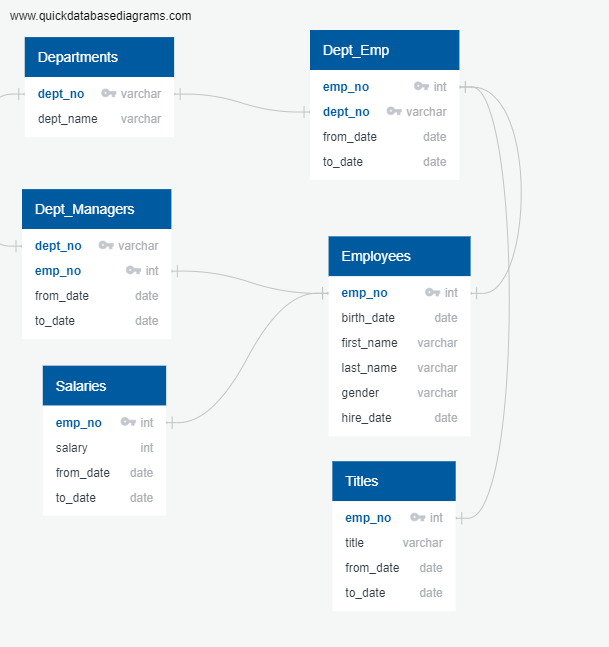 www.quickdatabasediagrams.com
Departments
dept_no varchar
dept_name varchar
Dept_Emp
emp_no int
dept_no varchar
from_date date
to_date date
Dept_Managers
dept_no varchar
emp_no int
from_date date
to_date date
Employees
emp_no int
birth_date date
first_name varchar
last_name varchar
gender varchar
hire_date date
Salaries
emp_no int
salary int
from_date date
to_date date
Titles
emp_no int
title varchar
from_date date
to_date date